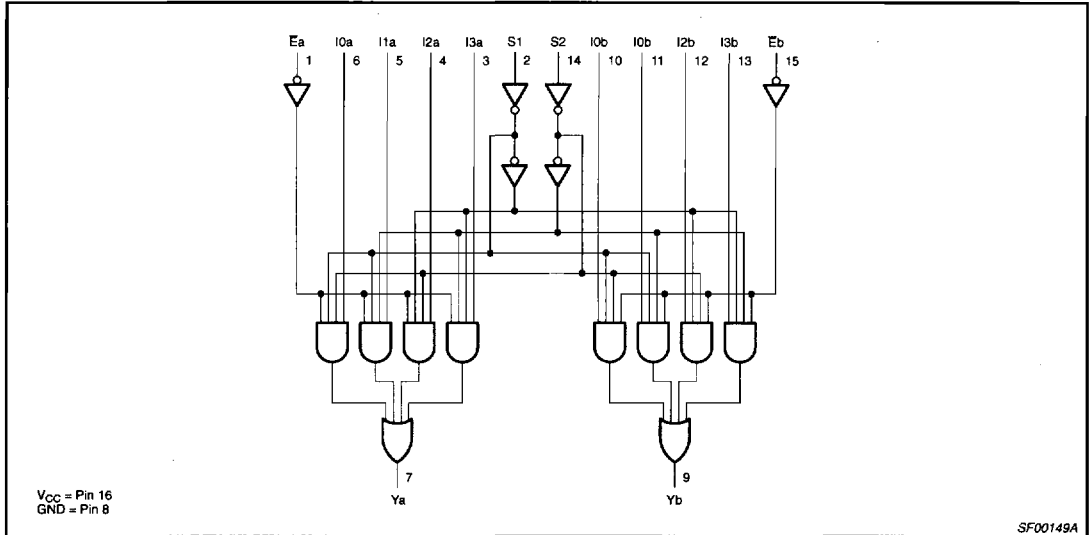 Ea I0a I1a I2a I3a S1 S2 I0b I0b I2b I3b Eb
1 6 5 4 3 2 14 10 11 12 13 15
7 9
Ya Yb
VCC = Pin 16
GND = Pin 8
SF00149A